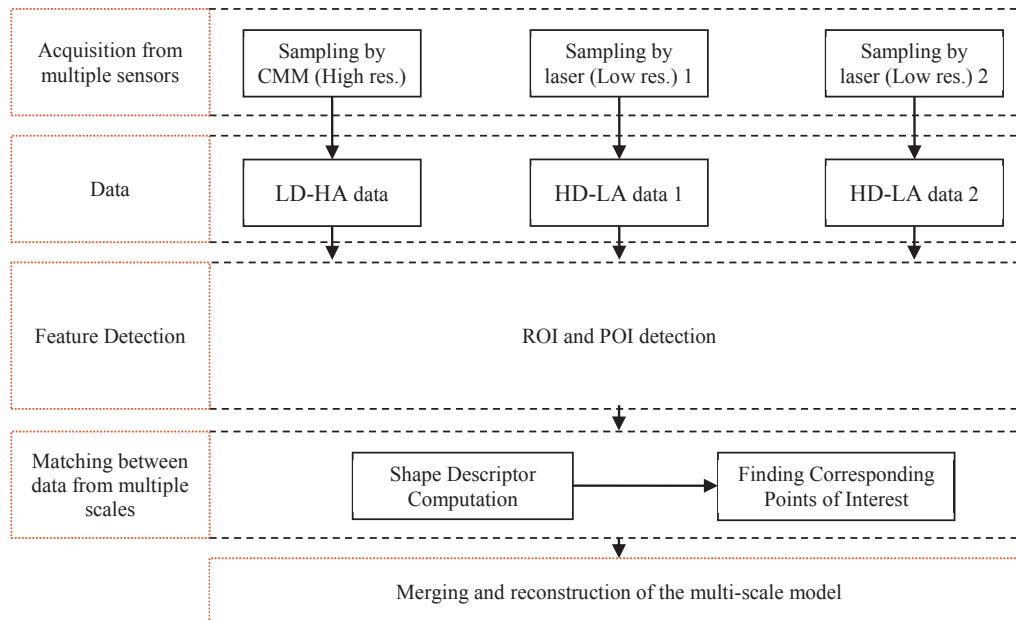 Acquisition from
multiple sensors
Sampling by
CMM (High res.)
Sampling by
laser (Low res.) 1
Sampling by
laser (Low res.) 2
Data
LD-HA data
HD-LA data 1
HD-LA data 2
Feature Detection
ROI and POI detection
Matching between
data from multiple
scales
Shape Descriptor
Computation
Finding Corresponding
Points of Interest
Merging and reconstruction of the multi-scale model